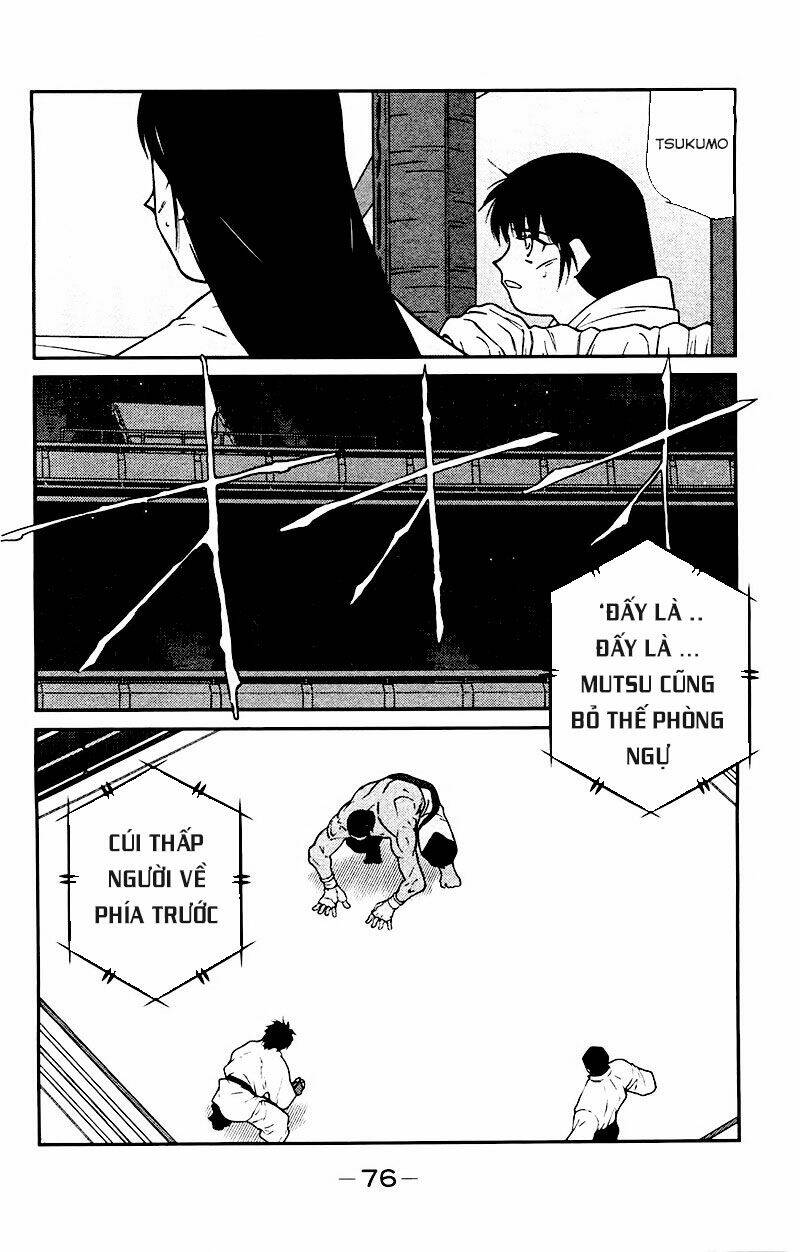 TSUKUMO
'ĐẤY LÀ ..
ĐẤY LÀ ...
MUTSU CŨNG
BỎ THẾ PHÒNG
NGỰ
CÚI THẤP
NGƯỜI VỀ
PHÍA TRƯỚC
- 76 -